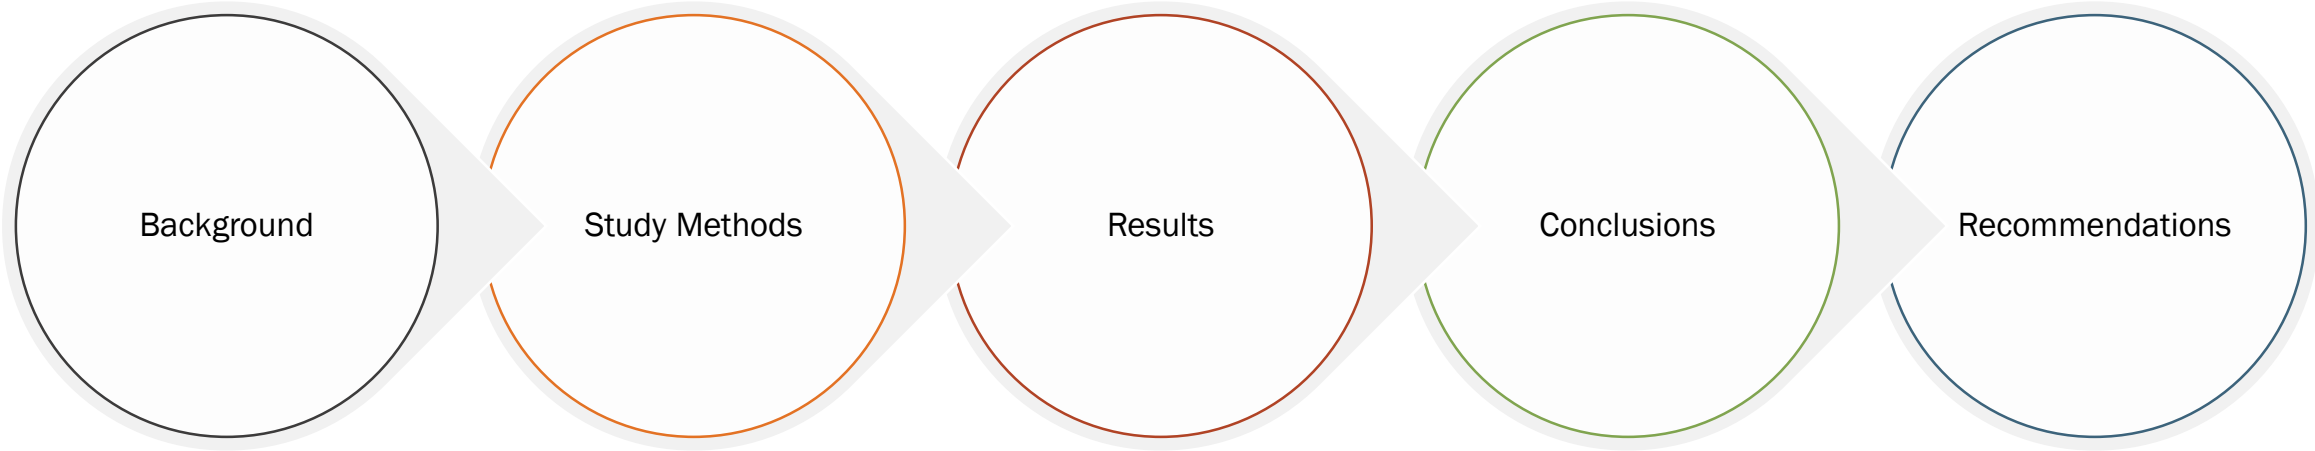 Background
Study Methods
Results
Conclusions
Recommendations